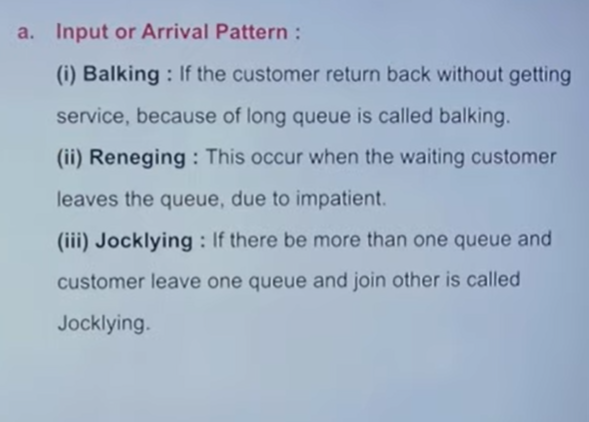 a. Input or Arrival Pattern :
(i) Balking : If the customer return back without getting
service, because of long queue is called balking.
(ii) Reneging : This occur when the waiting customer
leaves the queue, due to impatient.
(iii) Jocklying : If there be more than one queue and
customer leave one queue and join other is called
Jocklying.